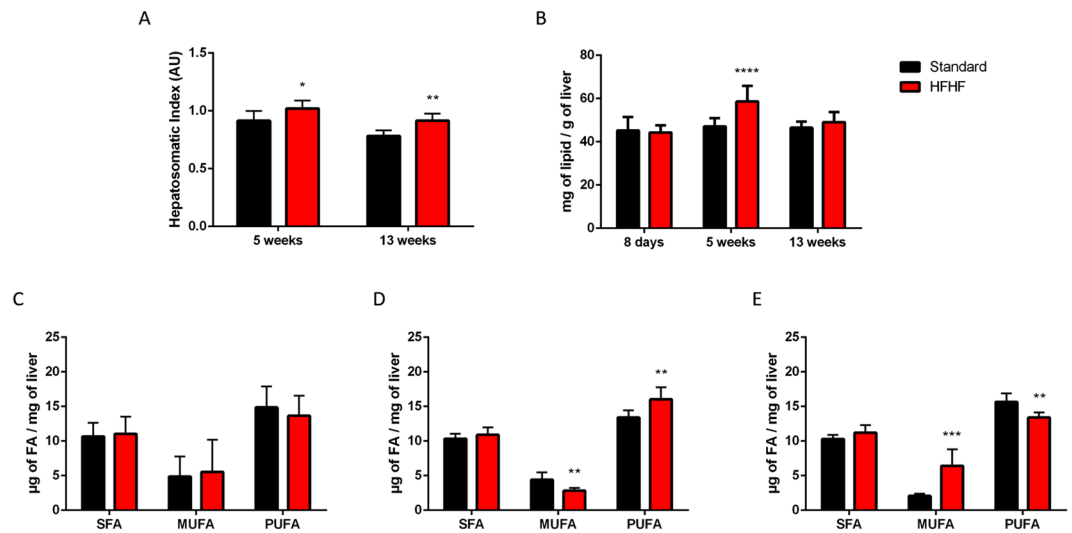 A
Hepatosomatic Index (AU)
1.5
1.0
0.5
0.0
*
**
5 weeks
13 weeks
B
mg of lipid / g of liver
80
60
40
20
0
****
8 days
5 weeks
13 weeks
Standard
HFHF
C
µg of FA / mg of liver
25
20
15
10
5
0
SFA
MUFA
PUFA
D
µg of FA / mg of liver
25
20
15
10
5
0
**
**
SFA
MUFA
PUFA
E
µg of FA / mg of liver
25
20
15
10
5
0
***
**
SFA
MUFA
PUFA